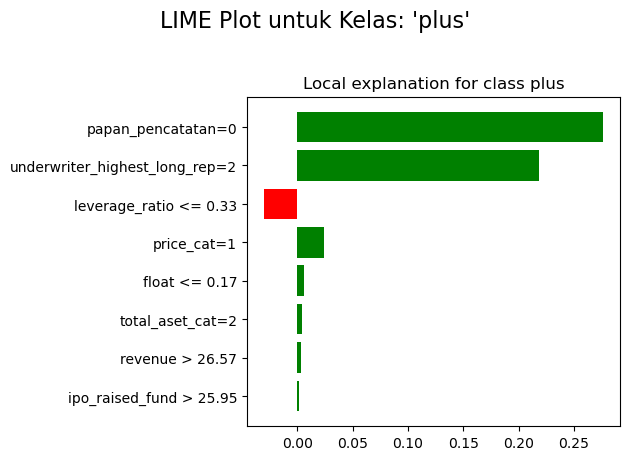 LIME Plot untuk Kelas: 'plus'
Local explanation for class plus
papan_pencatatan=0
underwriter_highest_long_rep=2
leverage_ratio <= 0.33
price_cat=1
float <= 0.17
total_aset_cat=2
revenue > 26.57
ipo_raised_fund > 25.95
0.00 0.05 0.10 0.15 0.20 0.25